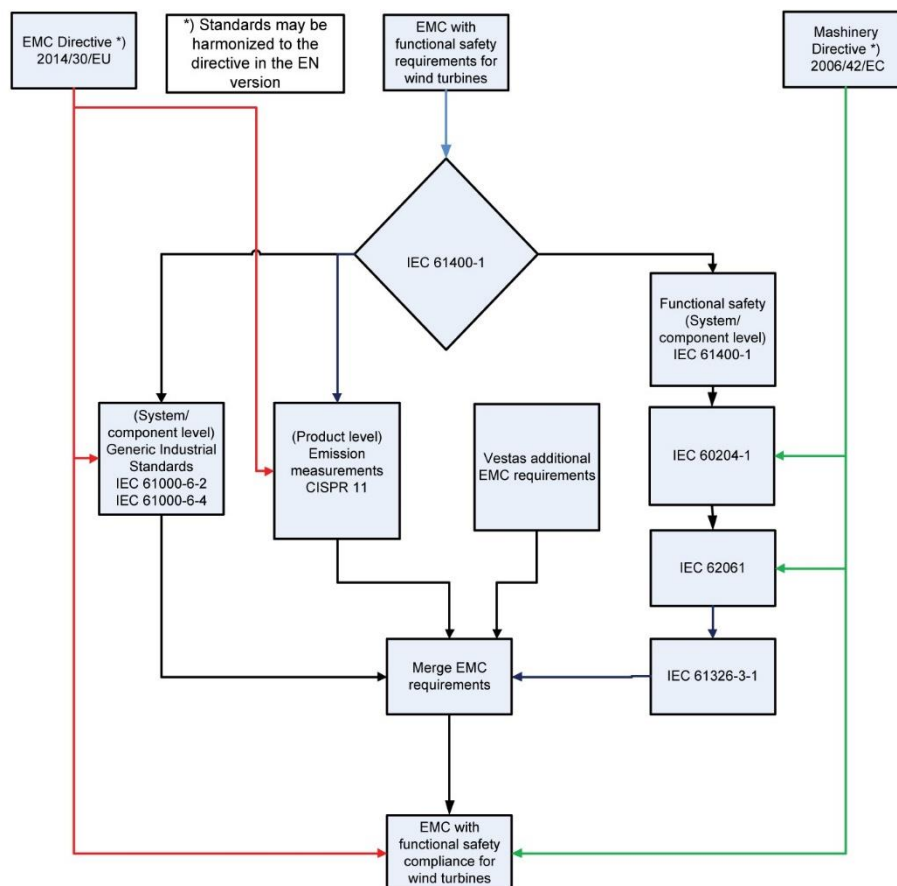 EMC Directive *)
2014/30/EU
*) Standards may be
harmonized to the
directive in the EN
version
EMC with
functional safety
requirements for
wind turbines
Mashinery
Directive *)
2006/42/EC
IEC 61400-1
Functional safety
(System/
component level)
IEC 61400-1
(System/
component level)
Generic Industrial
Standards
IEC 61000-6-2
IEC 61000-6-4
(Product level)
Emission
measurements
CISPR 11
Vestas additional
EMC requirements
IEC 60204-1
IEC 62061
Merge EMC
requirements
IEC 61326-3-1
EMC with
functional safety
compliance for
wind turbines